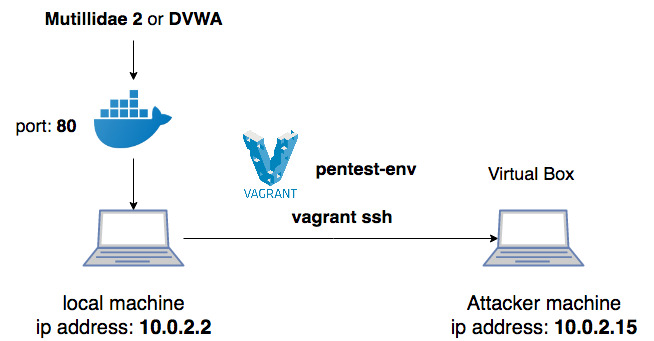 Mutillidae 2 or DVWA
port: 80
VAGRANT
pentest-env
Virtual Box
vagrant ssh
local machine
ip address: 10.0.2.2
Attacker machine
ip address: 10.0.2.15